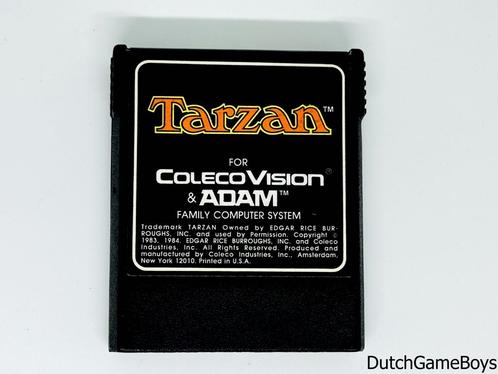 Tarzan™
FOR
COLECOVISION®
& ADAM™
FAMILY COMPUTER SYSTEM
Trademark TARZAN Owned by EDGAR RICE BUR-
ROUGHS, INC. and used by Permission. Copyright ©
1983, 1984. EDGAR RICE BURROUGHS, INC. and Coleco
Industries, Inc. All Rights Reserved. Produced and
manufactured by Coleco Industries, Inc., Amsterdam,
New York 12010. Printed in U.S.A.
DutchGameBoys